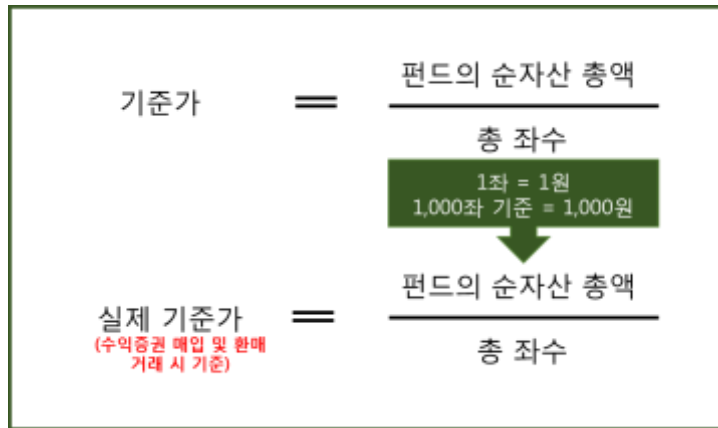 펀드의 순자산 총액
기준가 =
총 좌수
1좌 = 1원
1,000좌 기준 = 1,000원
펀드의 순자산 총액
실제 기준가 =
(수익증권 매입 및 환매
거래 시 기준)
총 좌수